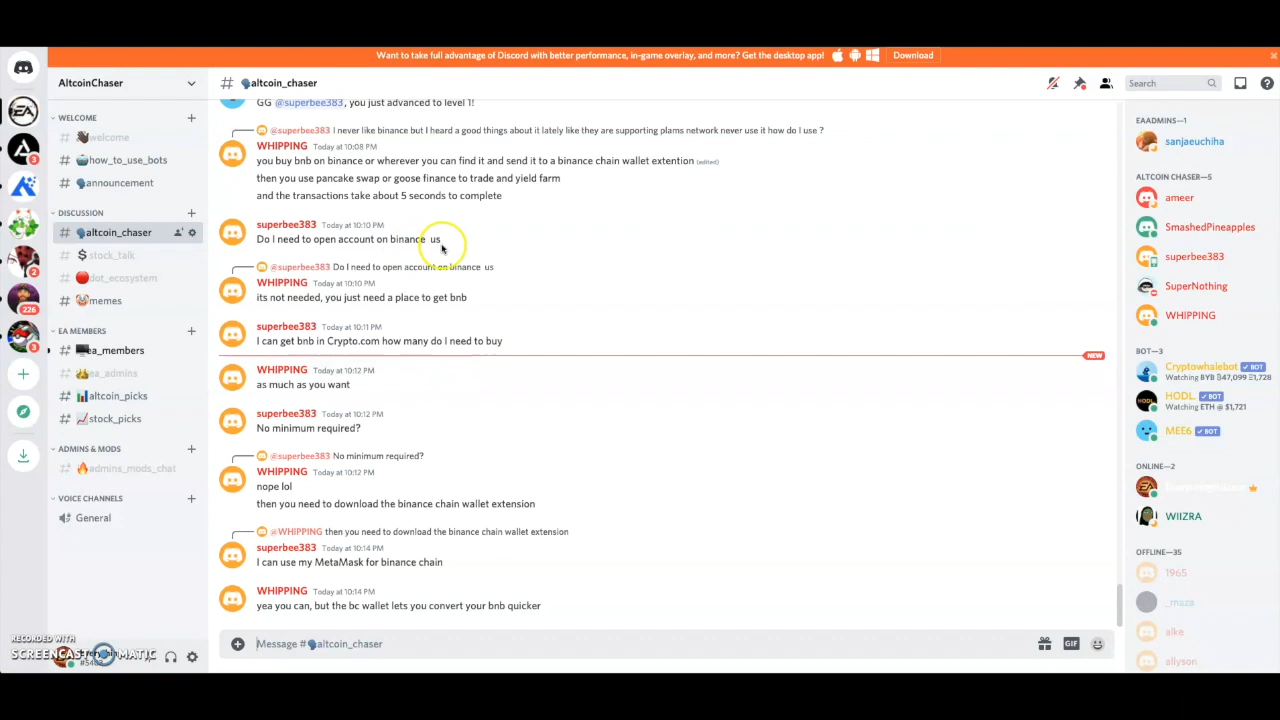 Want to take full advantage of Discord with better performance, in-game overlay, and more? Get the desktop app!
Download
AltcoinChaser
# altcoin_chaser
Search
WELCOME
# welcome
# how_to_use_bots
# announcement
DISCUSSION
# altcoin_chaser
# stock_talk
# dot_ecosystem
# memes
EA MEMBERS
# ea_members
# ea_admins
# altcoin_picks
# stock_picks
ADMINS & MODS
# admins_mods_chat
VOICE CHANNELS
General
3
2
226
3
RECORDED WITH
SCREENCAST MATIC
GG @superbee383, you just advanced to level 1!
@superbee383 I never like binance but I heard a good things about it lately like they are supporting plams network never use it how do I use ?
WHIPPING Today at 10:08 PM
you buy bnb on binance or wherever you can find it and send it to a binance chain wallet extention (edited)
then you use pancake swap or goose finance to trade and yield farm
and the transactions take about 5 seconds to complete
superbee383 Today at 10:10 PM
Do I need to open account on binance us
@superbee383 Do I need to open account on binance us
WHIPPING Today at 10:10 PM
its not needed, you just need a place to get bnb
superbee383 Today at 10:11 PM
I can get bnb in Crypto.com how many do I need to buy
NEW
WHIPPING Today at 10:12 PM
as much as you want
superbee383 Today at 10:12 PM
No minimum required?
@superbee383 No minimum required?
WHIPPING Today at 10:12 PM
nope lol
then you need to download the binance chain wallet extension
@WHIPPING then you need to download the binance chain wallet extension
superbee383 Today at 10:14 PM
I can use my MetaMask for binance chain
WHIPPING Today at 10:14 PM
yea you can, but the bc wallet lets you convert your bnb quicker
Message # altcoin_chaser
GIF
EAADMINS—1
sanjaeuchiha
ALTCOIN CHASER—5
ameer
SmashedPineapples
superbee383
SuperNothing
WHIPPING
BOT—3
Cryptowhalebot BOT
Watching BYB ₿47,099 Ξ1,728
HODL BOT
Watching ETH @ $1,721
MEE6 BOT
ONLINE—2
WIIZRA
OFFLINE—35
1965
_maza
alke
allyson